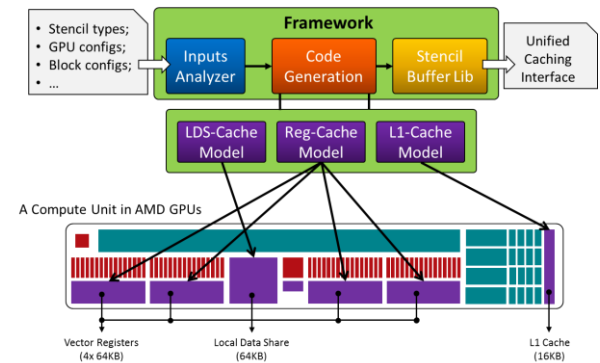 Framework
• Stencil types;
• GPU configs;
• Block configs;
• ...
Inputs
Analyzer
Code
Generation
Stencil
Buffer Lib
Unified
Caching
Interface
LDS-Cache
Model
Reg-Cache
Model
L1-Cache
Model
A Compute Unit in AMD GPUs
Vector Registers
(4x 64KB)
Local Data Share
(64KB)
L1 Cache
(16KB)